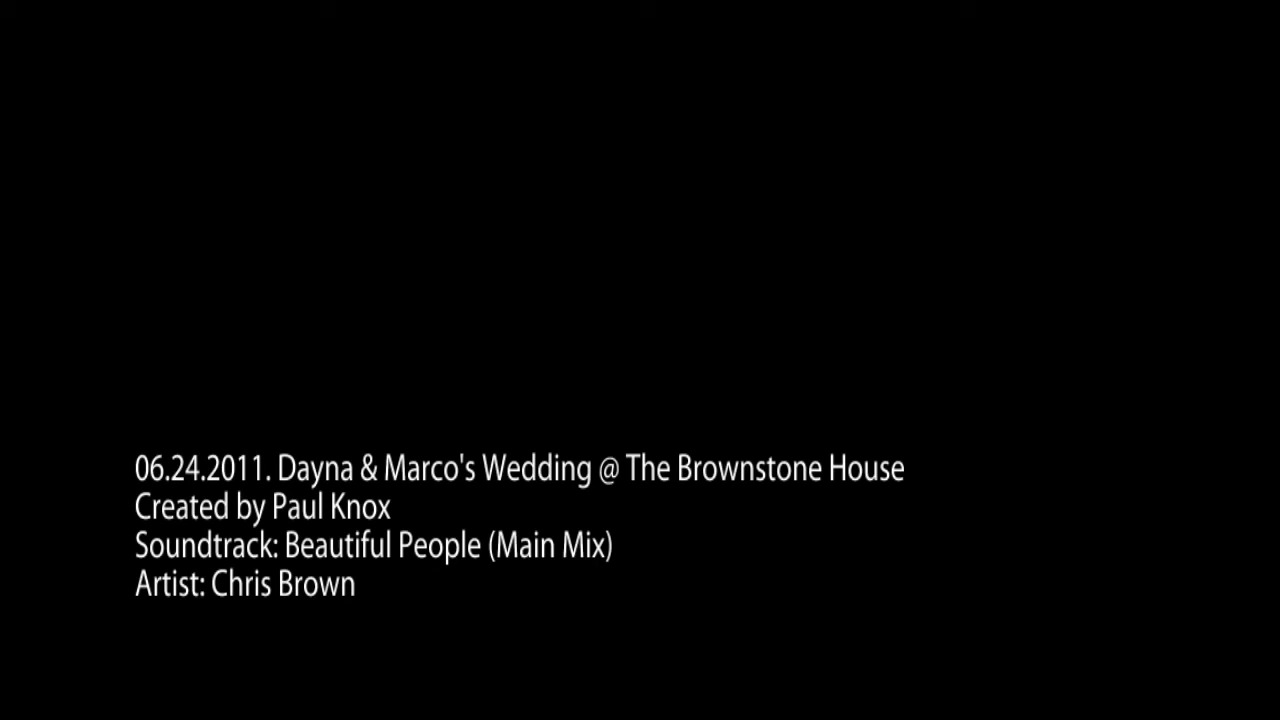 06.24.2011. Dayna & Marco's Wedding @ The Brownstone House
Created by Paul Knox
Soundtrack: Beautiful People (Main Mix)
Artist: Chris Brown